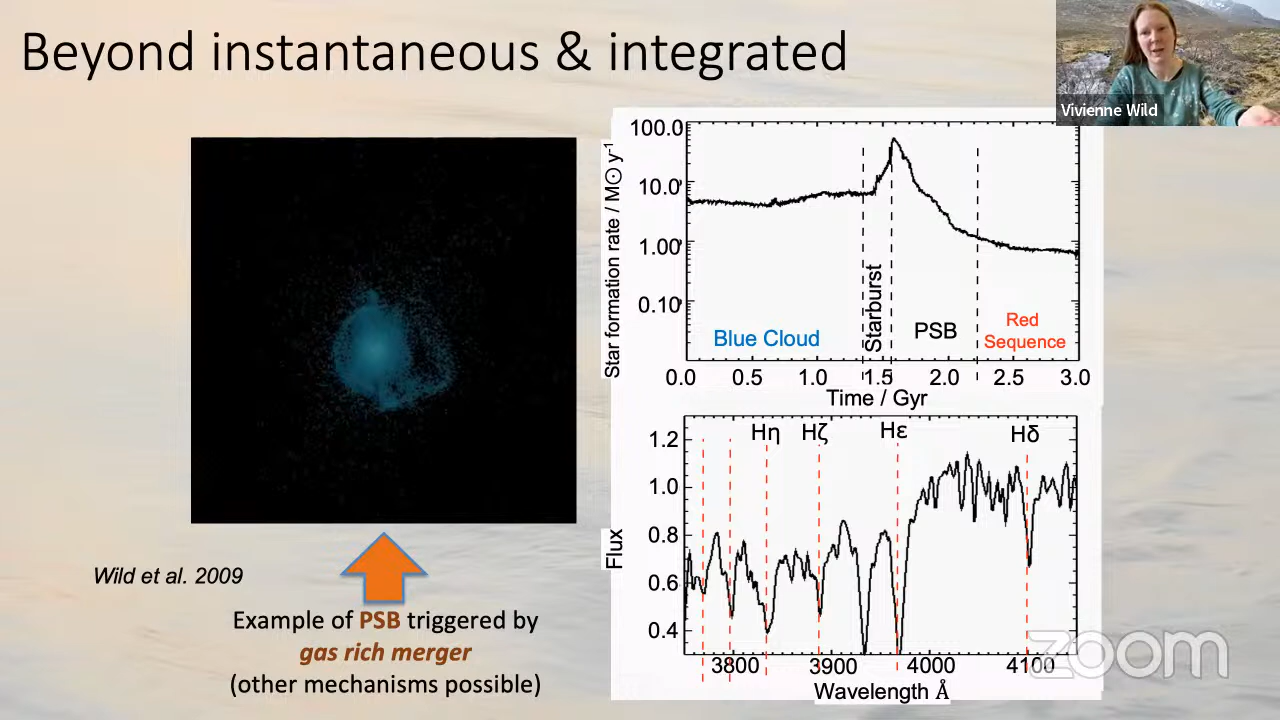 Beyond instantaneous & integrated
Vivienne Wild
Star formation rate / M⊙ y⁻¹
100.0
10.0
1.00
0.10
Blue Cloud
Starburst
PSB
Red
Sequence
0.0 0.5 1.0 1.5 2.0 2.5 3.0
Time / Gyr
Hη Hζ Hε Hδ
Flux
1.2
1.0
0.8
0.6
0.4
3800 3900 4000 4100
Wavelength Å
Wild et al. 2009
Example of PSB triggered by
gas rich merger
(other mechanisms possible)
zoom